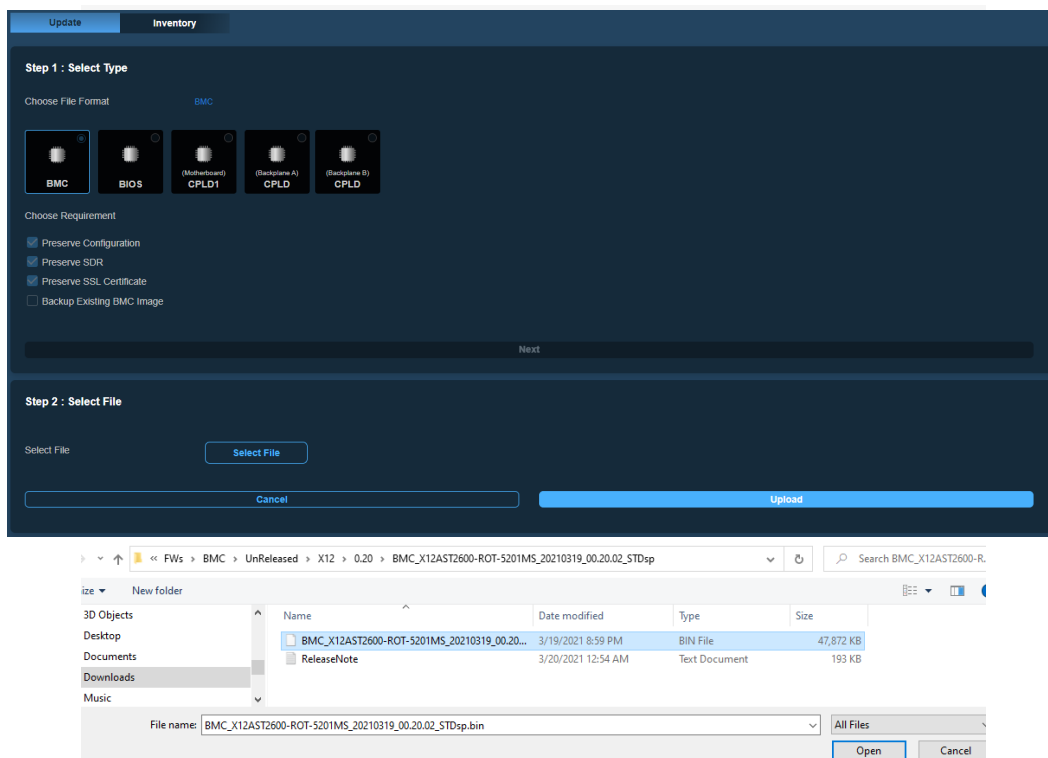 Update Inventory
Step 1 : Select Type
Choose File Format BMC
BMC
BIOS
(Motherboard)
CPLD1
(Backplane A)
CPLD
(Backplane B)
CPLD
Choose Requirement
Preserve Configuration
Preserve SDR
Preserve SSL Certificate
Backup Existing BMC Image
Next
Step 2 : Select File
Select File Select File
Cancel Upload
« FWs › BMC › UnReleased › X12 › 0.20 › BMC_X12AST2600-ROT-5201MS_20210319_00.20.02_STDsp Search BMC_X12AST2600-R.
ize New folder
3D Objects
Desktop
Documents
Downloads
Music
Name Date modified Type Size
BMC_X12AST2600-ROT-5201MS_20210319_00.20... 3/19/2021 8:59 PM BIN File 47,872 KB
ReleaseNote 3/20/2021 12:54 AM Text Document 193 KB
File name: BMC_X12AST2600-ROT-5201MS_20210319_00.20.02_STDsp.bin All Files
Open Cancel